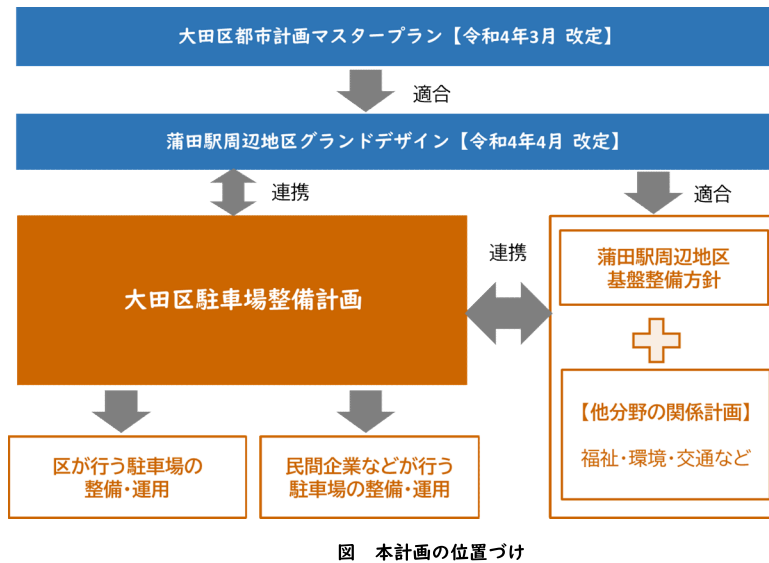 大田区都市計画マスタープラン【令和4年3月 改定】
適合
蒲田駅周辺地区グランドデザイン【令和4年4月 改定】
連携
適合
大田区駐車場整備計画
連携
蒲田駅周辺地区
基盤整備方針
【他分野の関係計画】
福祉・環境・交通など
区が行う駐車場の
整備・運用
民間企業などが行う
駐車場の整備・運用
図　本計画の位置づけ